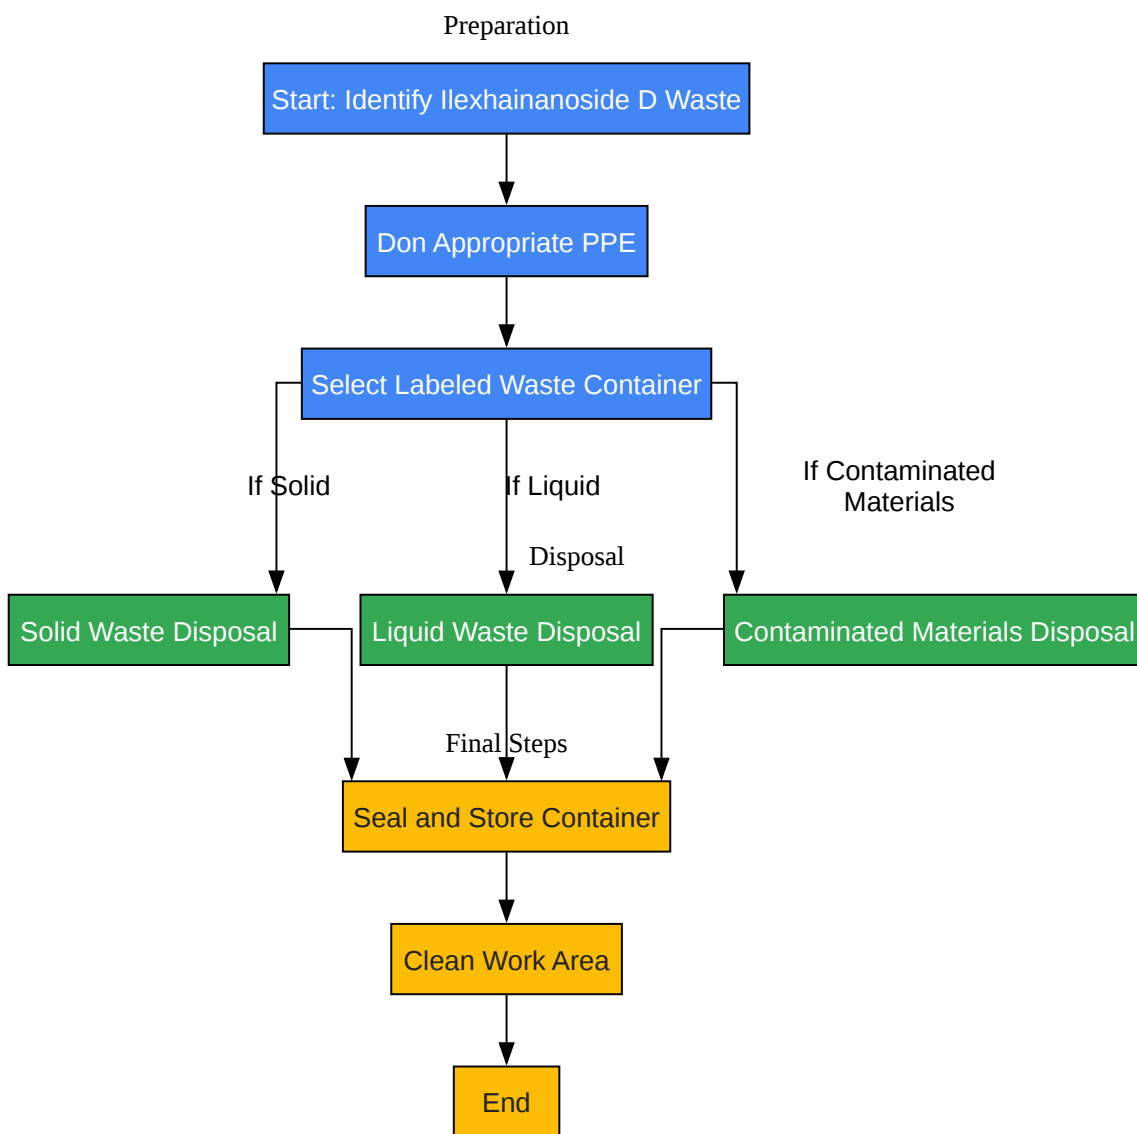 Preparation
Start: Identify Ilexhainanoside D Waste
Don Appropriate PPE
Select Labeled Waste Container
If Solid
If Liquid
If Contaminated
Materials
Disposal
Solid Waste Disposal
Liquid Waste Disposal
Contaminated Materials Disposal
Final Steps
Seal and Store Container
Clean Work Area
End